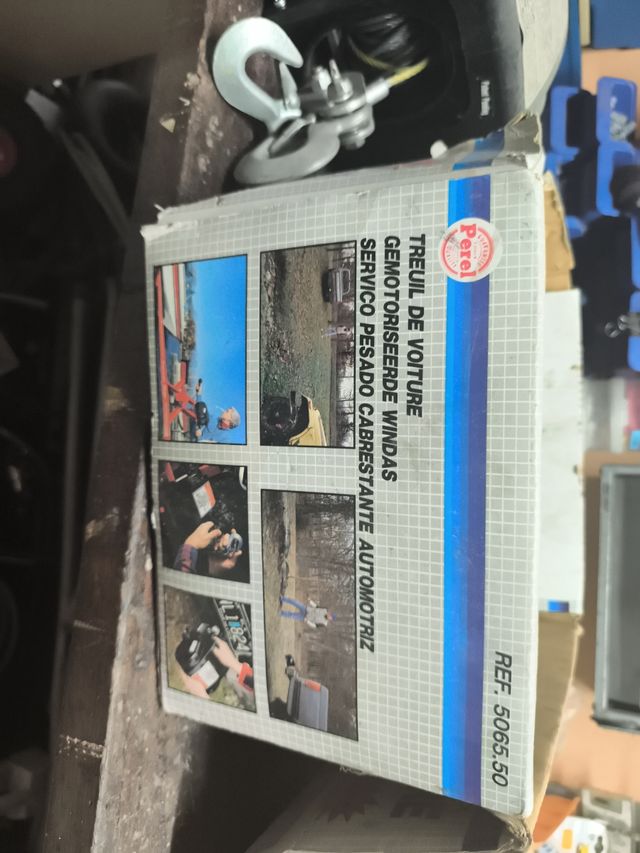 Perel
TREUIL DE VOITURE
GEMOTORISEERDE WINDAS
SERVICO PESADO CABRESTANTE AUTOMOTRIZ
REF. 5065.50